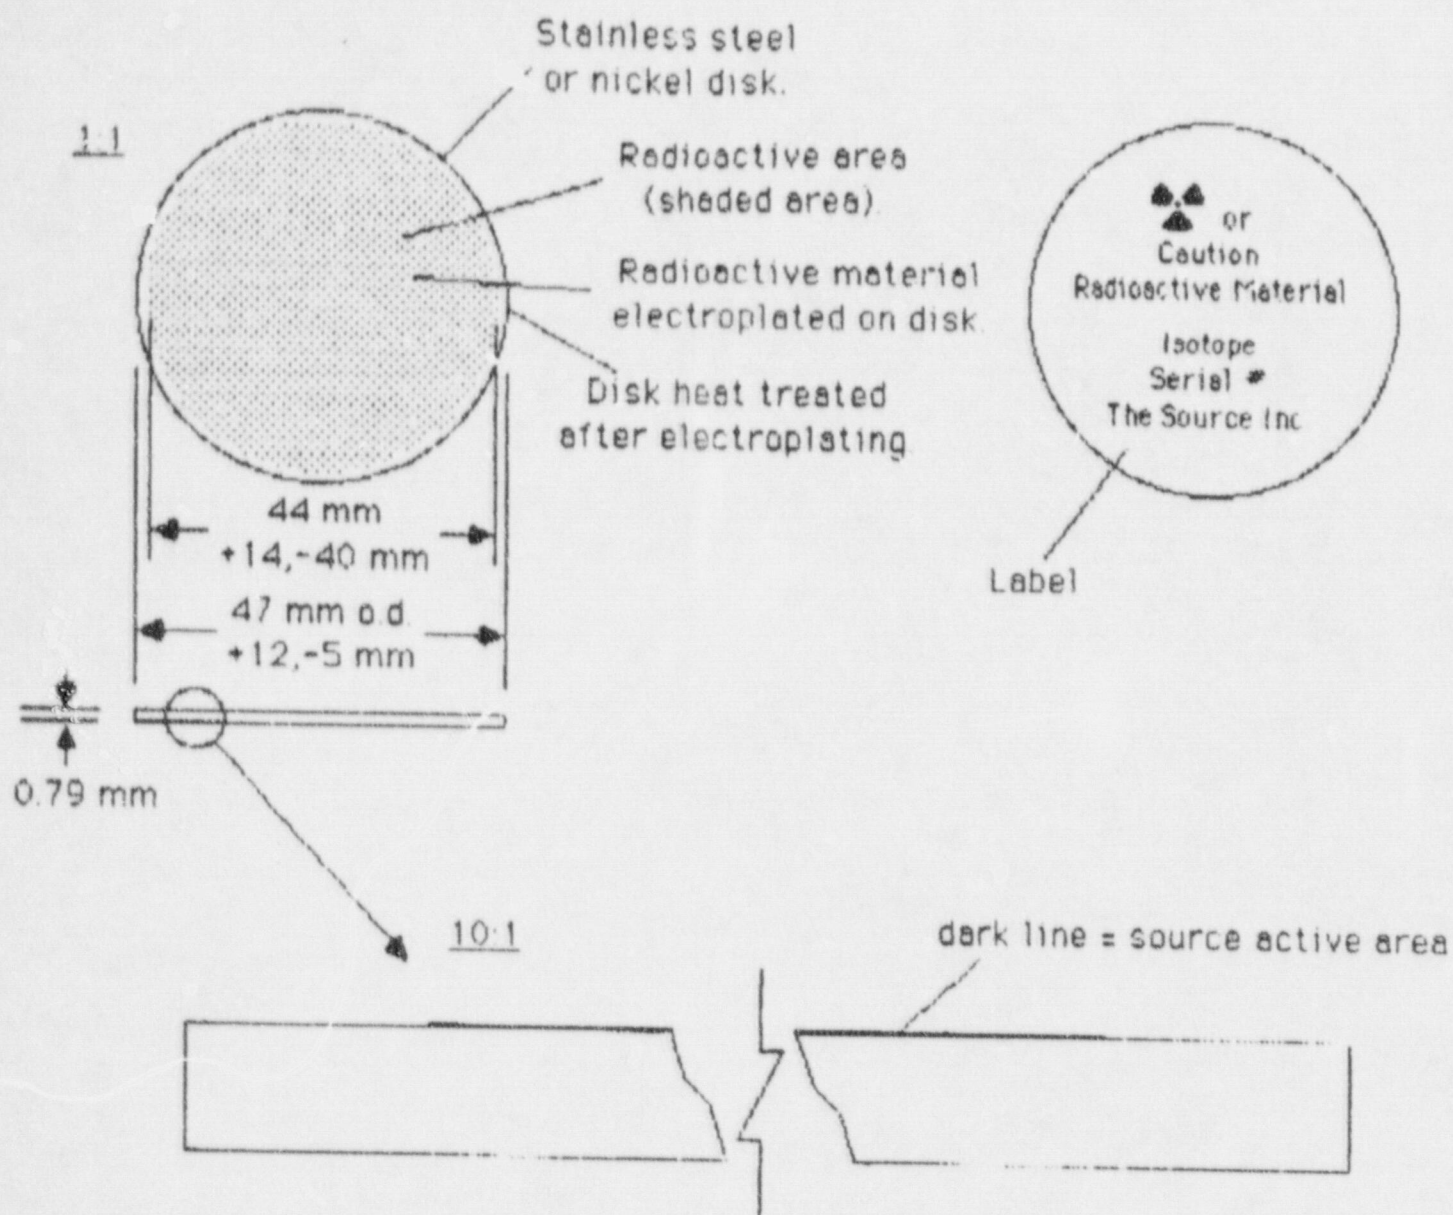 Stainless steel
or nickel disk.
1:1
Radioactive area
(shaded area)
Radioactive material
electroplated on disk
Disk heat treated
after electroplating
44 mm
+14,-40 mm
47 mm o.d.
+12,-5 mm
0.79 mm
or
Caution
Radioactive Material
Isotope
Serial #
The Source Inc
Label
10:1
dark line = source active area